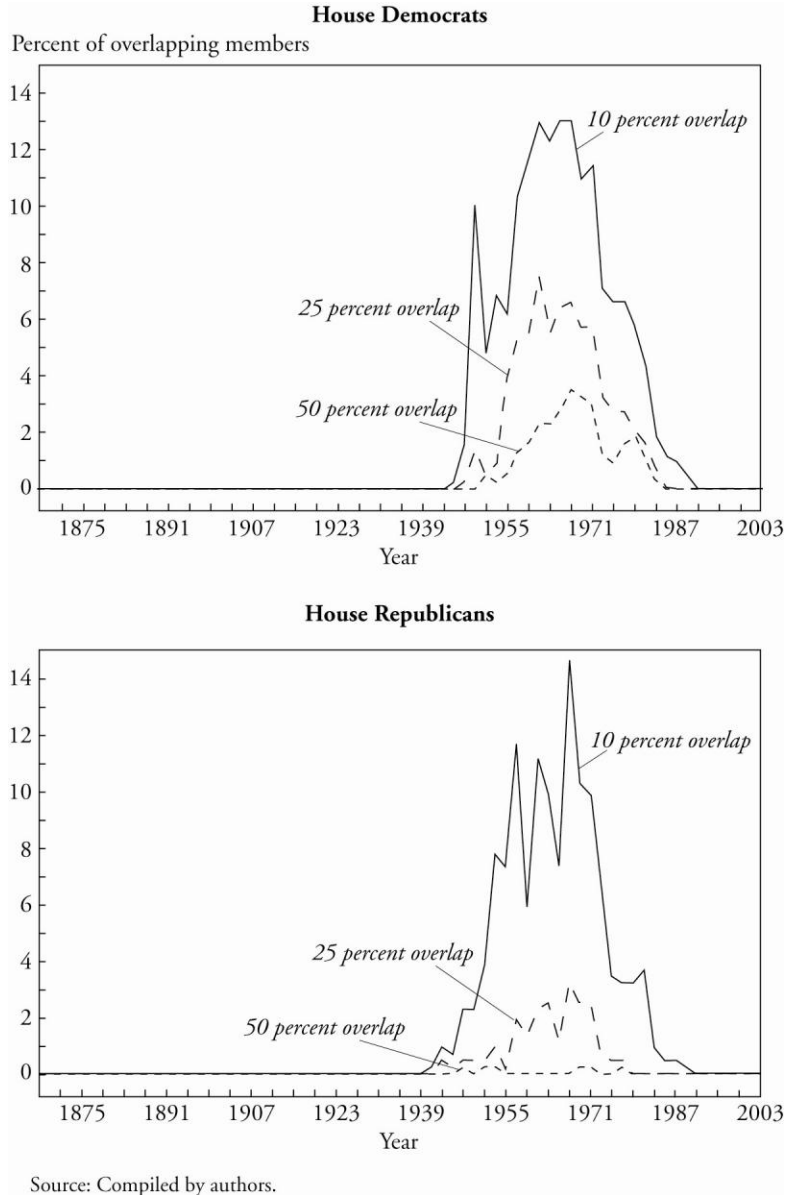 House Democrats
Percent of overlapping members
14
12
10
8
6
4
2
0
10 percent overlap
25 percent overlap
50 percent overlap
1875 1891 1907 1923 1939 1955 1971 1987 2003
Year
House Republicans
14
12
10
8
6
4
2
0
10 percent overlap
25 percent overlap
50 percent overlap
1875 1891 1907 1923 1939 1955 1971 1987 2003
Year
Source: Compiled by authors.